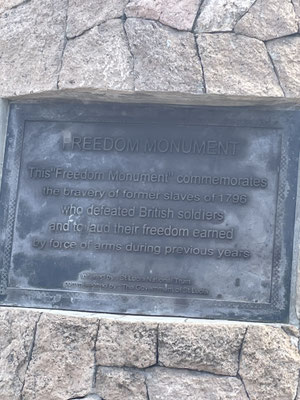 FREEDOM MONUMENT
This "Freedom Monument" commemorates
the bravery of former slaves of 1796
who defeated British soldiers
and to laud their freedom earned
by force of arms during previous years